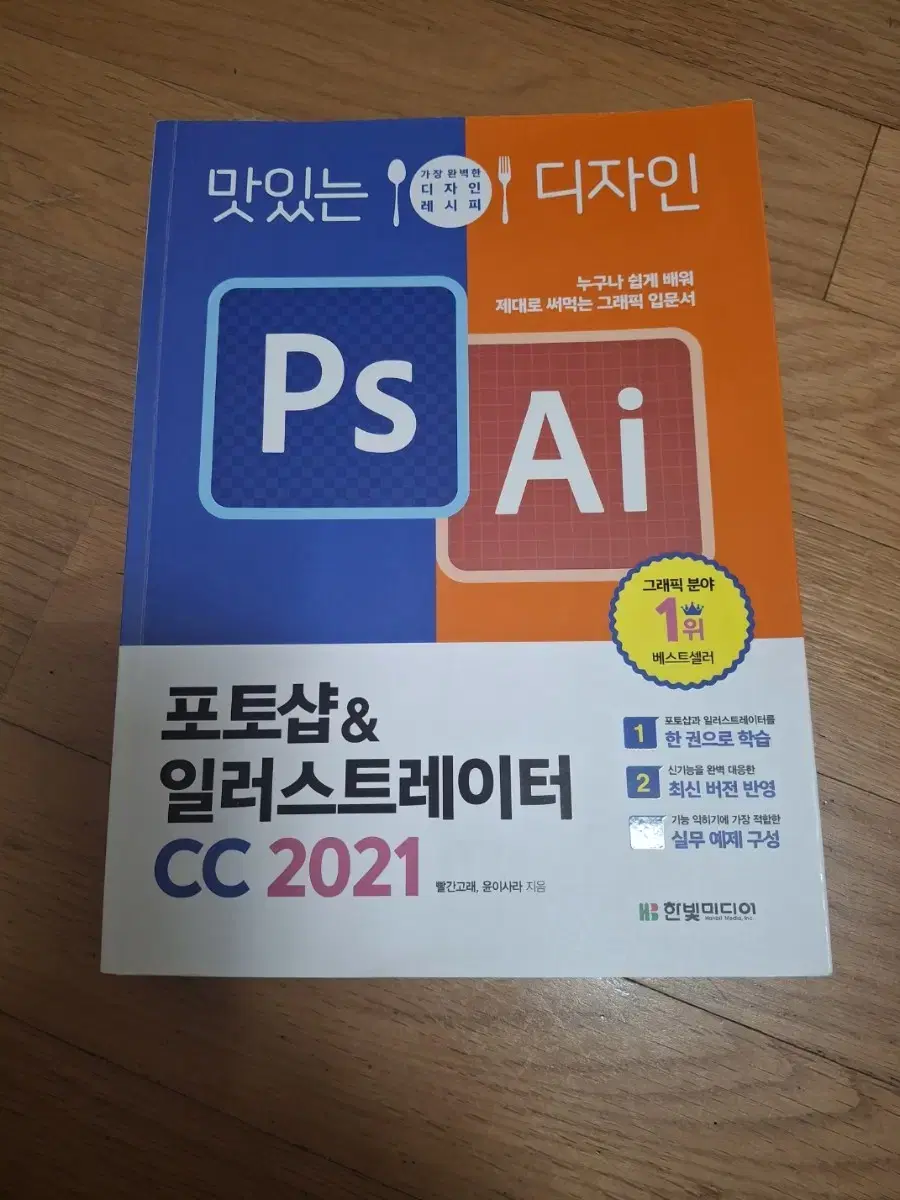 맛있는
가장 완벽한
디자인
레시피
디자인
누구나 쉽게 배워
제대로 써먹는 그래픽 입문서
Ps
Ai
그래픽 분야
1위
베스트셀러
포토샵&
일러스트레이터
CC 2021
빨간고래, 윤이사라 지음
1
포토샵과 일러스트레이터를
한 권으로 학습
2
신기능을 완벽 대응한
최신 버전 반영
기능 익히기에 가장 적합한
실무 예제 구성
HB 한빛미디어
Hanbit Media, Inc.